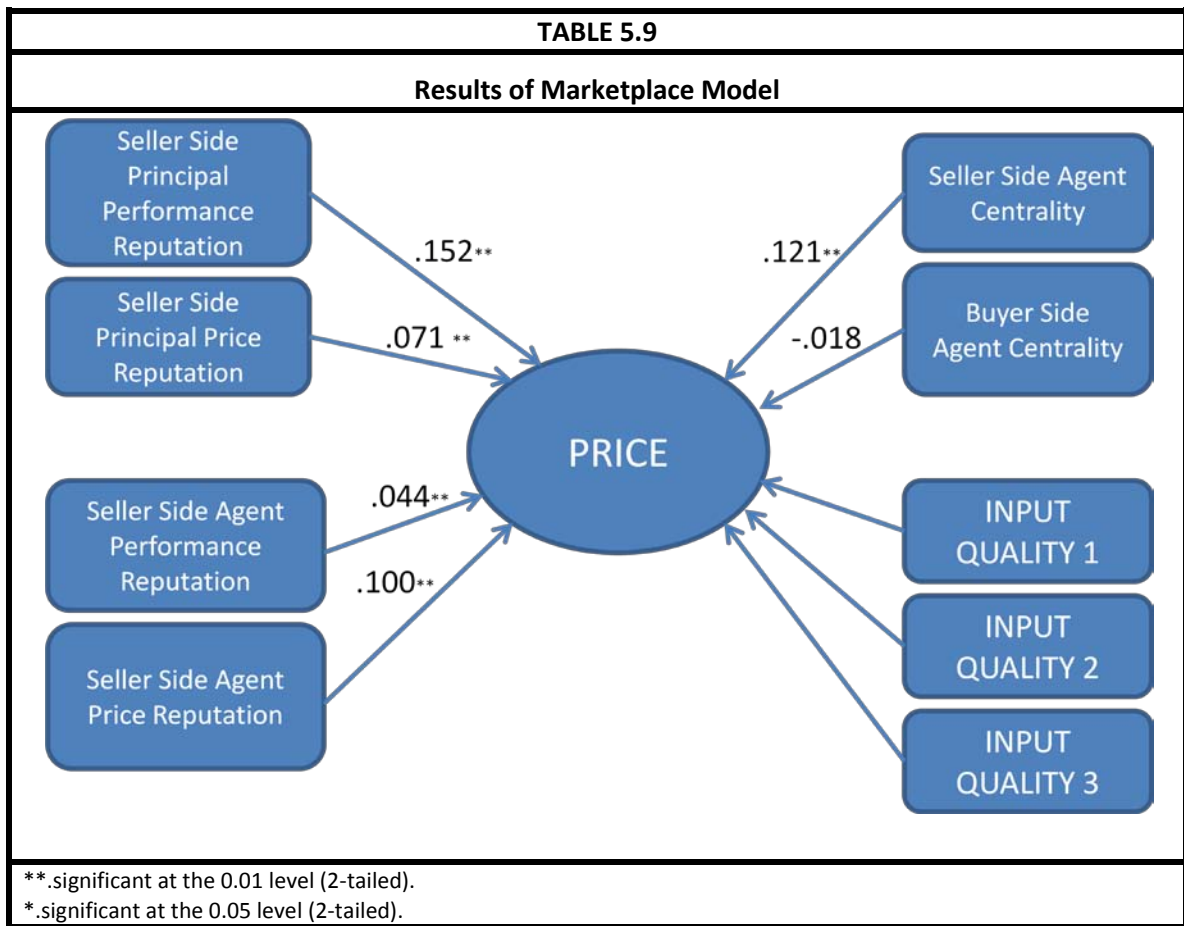 TABLE 5.9
Results of Marketplace Model
Seller Side
Principal
Performance
Reputation
.152**
Seller Side
Principal Price
Reputation
.071 **
Seller Side Agent
Performance
Reputation
.044**
.100**
Seller Side Agent
Price Reputation
PRICE
Seller Side Agent
Centrality
.121**
Buyer Side
Agent Centrality
-.018
INPUT
QUALITY 1
INPUT
QUALITY 2
INPUT
QUALITY 3
**.significant at the 0.01 level (2-tailed).
*.significant at the 0.05 level (2-tailed).